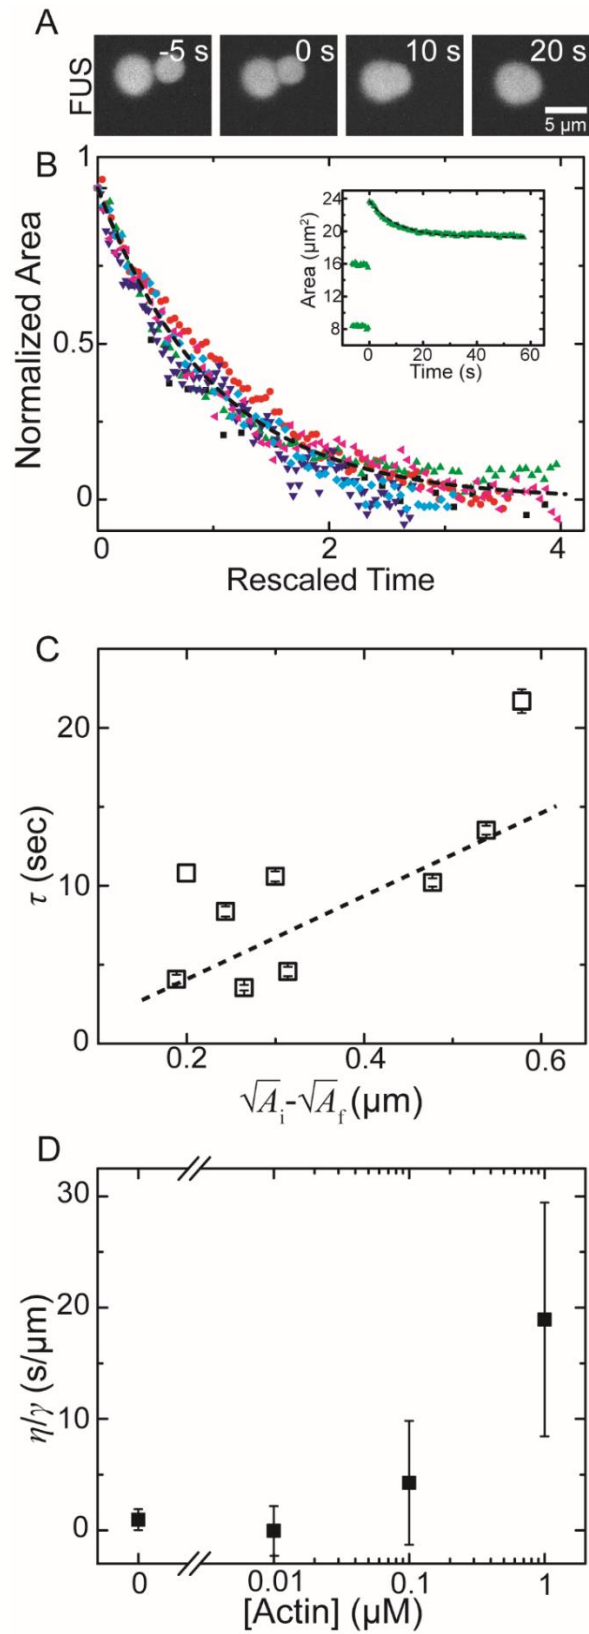 A
FUS
-5 s
0 s
10 s
20 s
5 µm
B
Normalized Area
1
0.5
0
0
2
4
Rescaled Time
Area (µm²)
24
20
16
12
8
0
20
40
60
Time (s)
C
τ (sec)
20
10
0
0.2
0.4
0.6
√Aᵢ-√A_f (µm)
D
η/γ (s/µm)
30
20
10
0
0
0.01
0.1
1
[Actin] (µM)